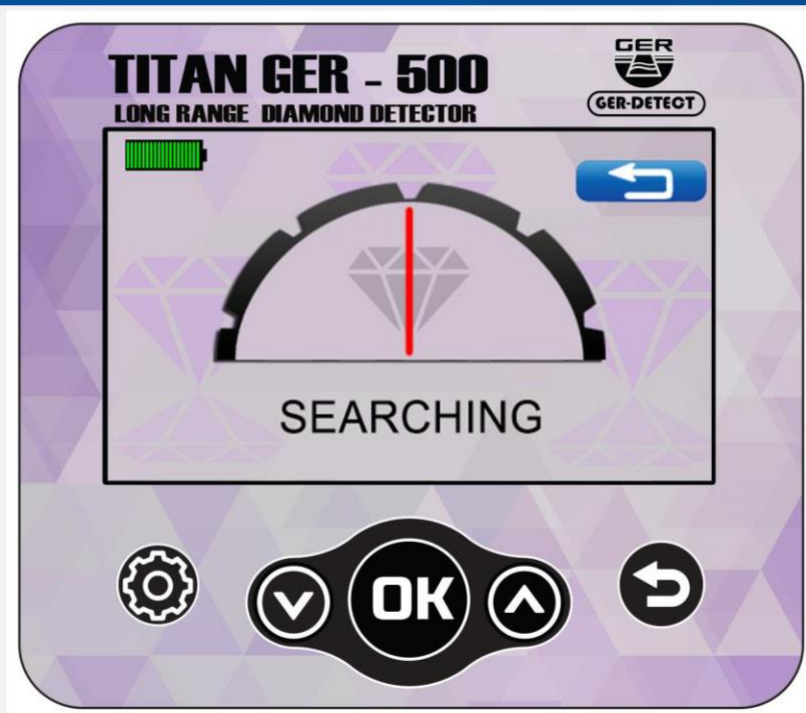 TITAN GER - 500
LONG RANGE DIAMOND DETECTOR
GER
GER-DETECT
SEARCHING
OK